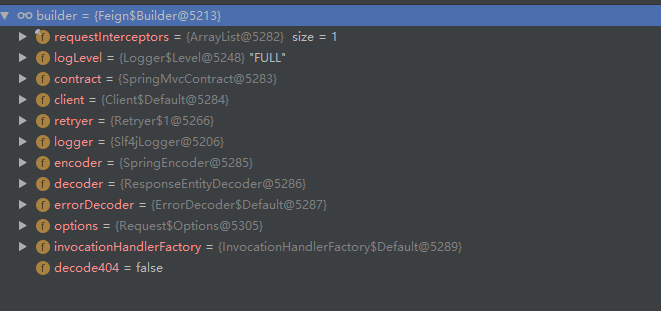 builder = {Feign$Builder@5213}
f requestInterceptors = {ArrayList@5282} size = 1
f logLevel = {Logger$Level@5248} "FULL"
f contract = {SpringMvcContract@5283}
f client = {Client$Default@5284}
f retryer = {Retryer$1@5266}
f logger = {Slf4jLogger@5206}
f encoder = {SpringEncoder@5285}
f decoder = {ResponseEntityDecoder@5286}
f errorDecoder = {ErrorDecoder$Default@5287}
f options = {Request$Options@5305}
f invocationHandlerFactory = {InvocationHandlerFactory$Default@5289}
f decode404 = false